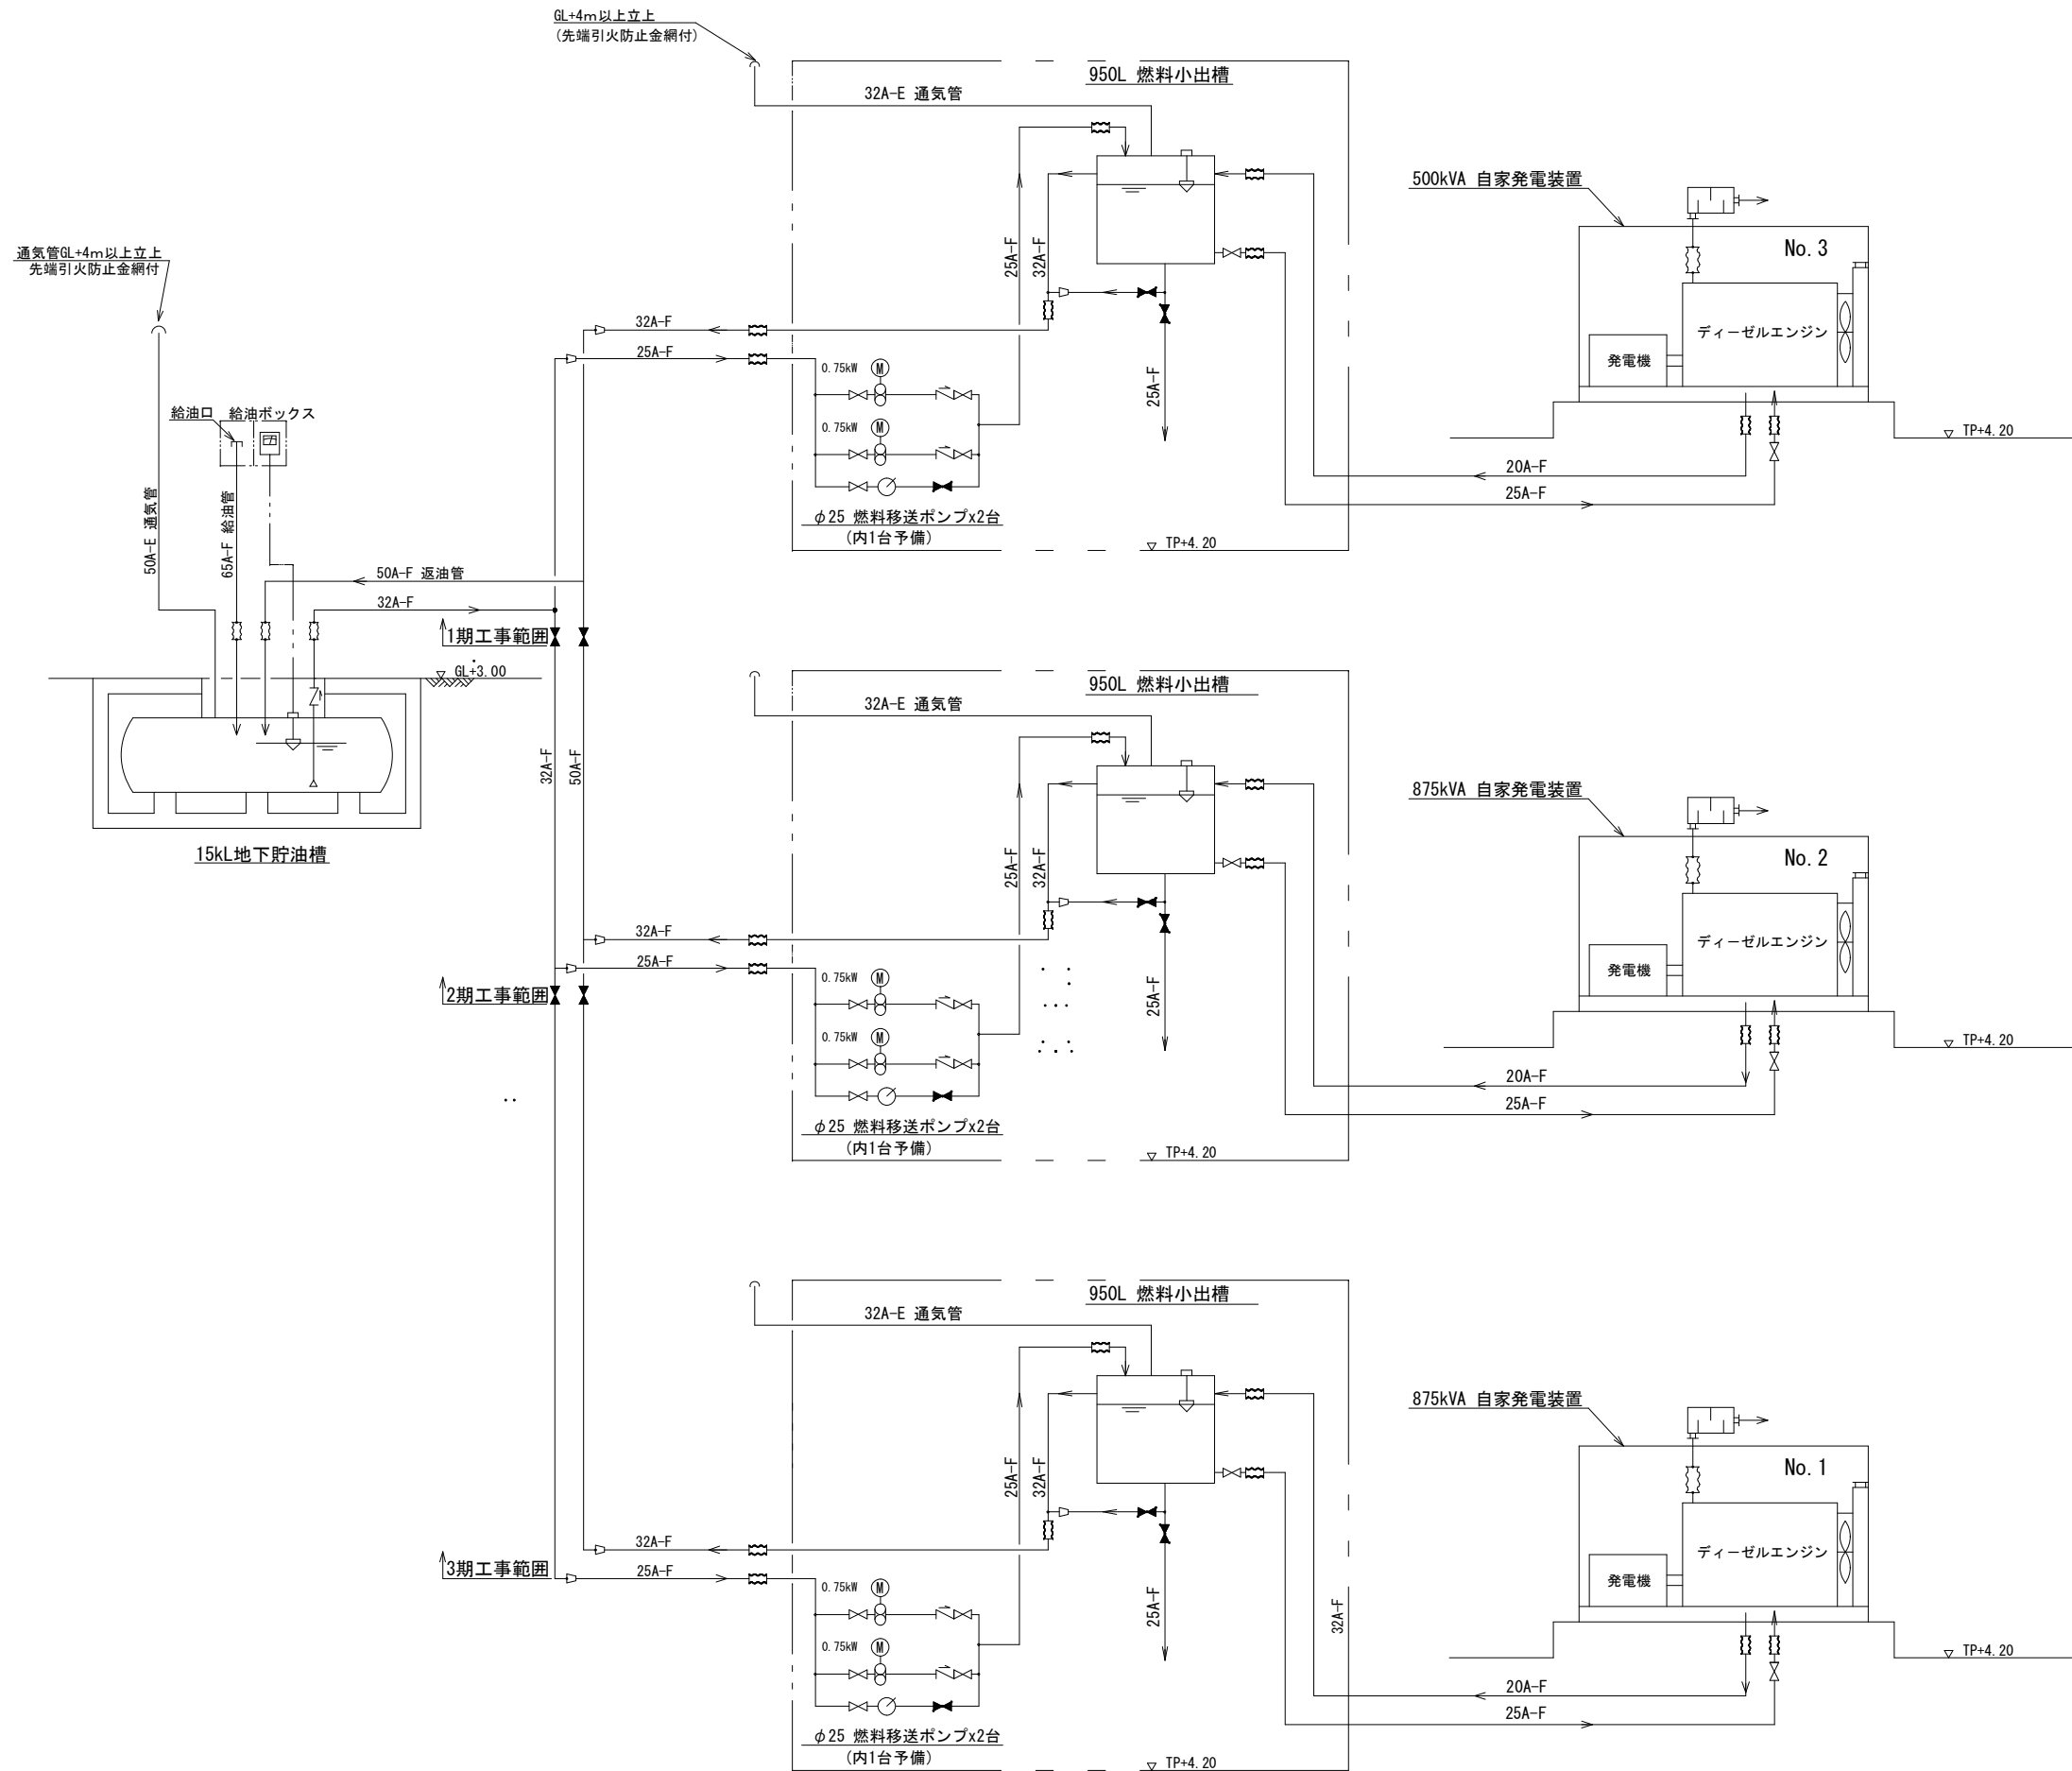 GL+4m以上立上
(先端引火防止金網付)
950L 燃料小出槽
32A-E 通気管
500kVA 自家発電装置
No. 3
25A-F
32A-F
通気管GL+4m以上立上
先端引火防止金網付
32A-F
25A-F
ディーゼルエンジン
発電機
0.75kW
M
25A-F
給油口
給油ボックス
0.75kW
M
TP+4.20
20A-F
25A-F
50A-E 通気管
65A-F 給油管
φ25 燃料移送ポンプx2台
(内1台予備)
TP+4.20
50A-F 返油管
32A-F
1期工事範囲
GL+3.00
950L 燃料小出槽
32A-E 通気管
32A-F
50A-F
875kVA 自家発電装置
No. 2
15kL地下貯油槽
25A-F
32A-F
32A-F
25A-F
ディーゼルエンジン
発電機
2期工事範囲
0.75kW
M
25A-F
0.75kW
M
TP+4.20
20A-F
25A-F
φ25 燃料移送ポンプx2台
(内1台予備)
TP+4.20
950L 燃料小出槽
32A-E 通気管
875kVA 自家発電装置
No. 1
25A-F
32A-F
32A-F
25A-F
ディーゼルエンジン
発電機
3期工事範囲
0.75kW
M
25A-F
32A-F
0.75kW
M
TP+4.20
20A-F
25A-F
φ25 燃料移送ポンプx2台
(内1台予備)
TP+4.20